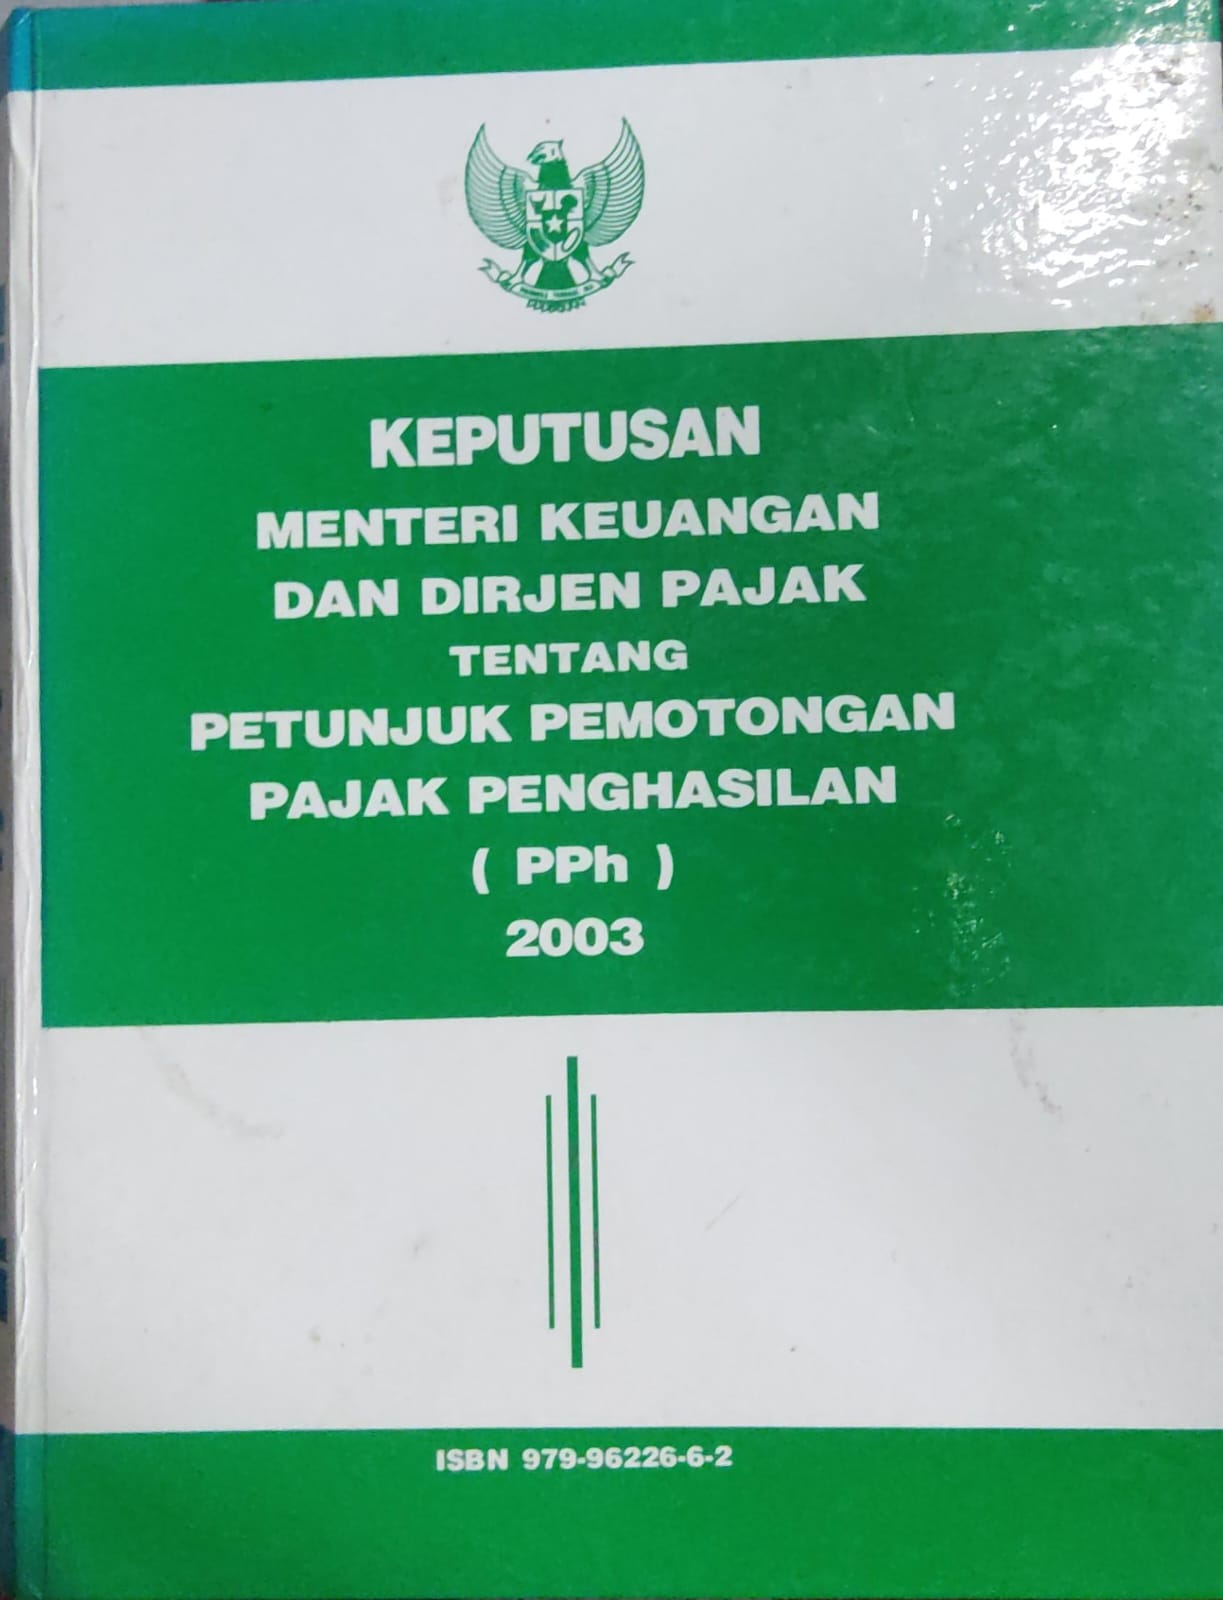 KEPUTUSAN
MENTERI KEUANGAN
DAN DIRJEN PAJAK
TENTANG
PETUNJUK PEMOTONGAN
PAJAK PENGHASILAN
( PPh )
2003
ISBN 979-96226-6-2